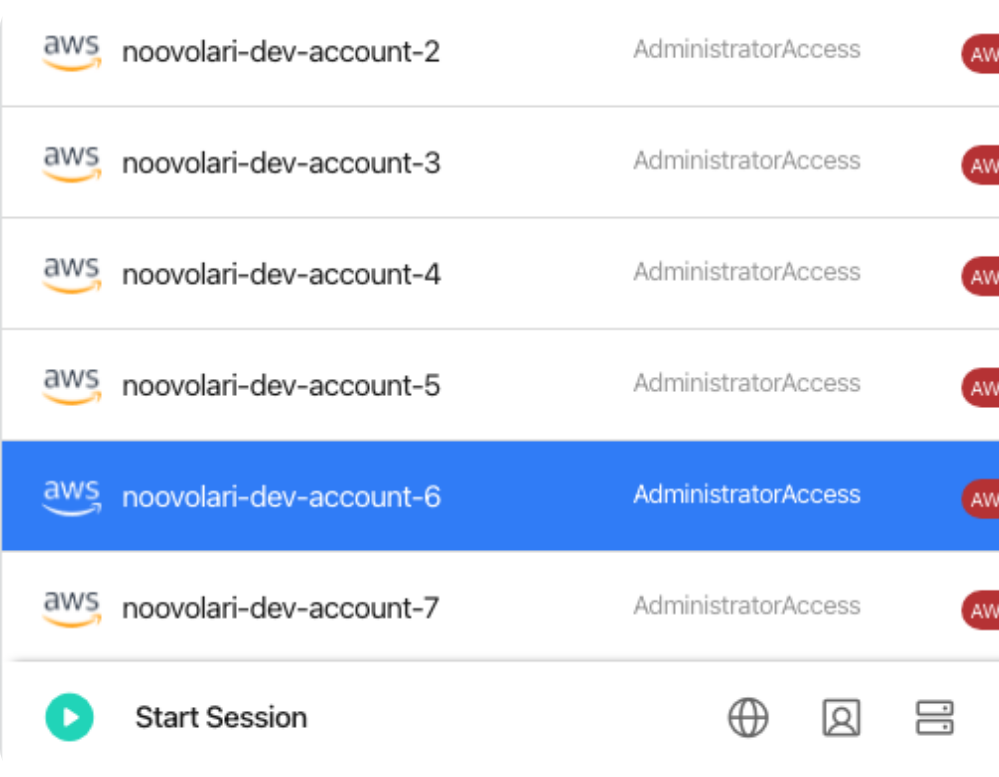 aws noovolari-dev-account-2 AdministratorAccess AW
aws noovolari-dev-account-3 AdministratorAccess AW
aws noovolari-dev-account-4 AdministratorAccess AW
aws noovolari-dev-account-5 AdministratorAccess AW
aws noovolari-dev-account-6 AdministratorAccess AW
aws noovolari-dev-account-7 AdministratorAccess AW
Start Session